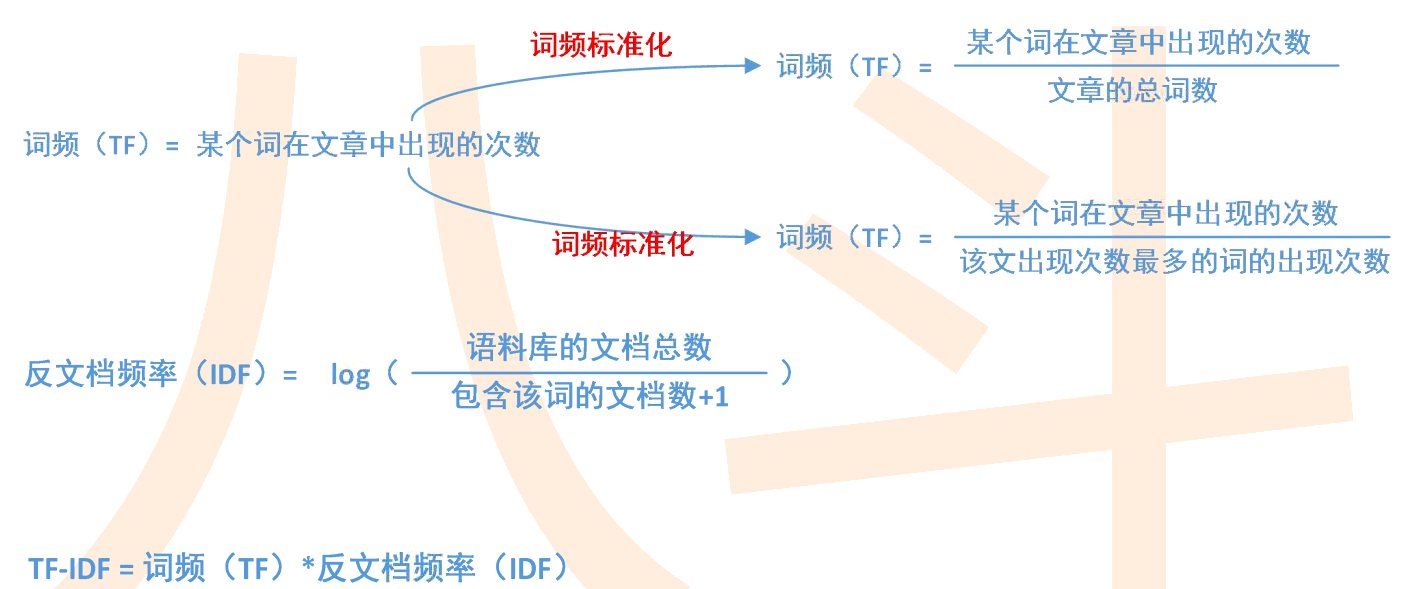 词频标准化
词频（TF）= 某个词在文章中出现的次数
文章的总词数
词频（TF）= 某个词在文章中出现的次数
词频标准化
词频（TF）= 某个词在文章中出现的次数
该文出现次数最多的词的出现次数
反文档频率（IDF）= log（ 语料库的文档总数
包含该词的文档数+1 ）
TF-IDF = 词频（TF）*反文档频率（IDF）
八斗